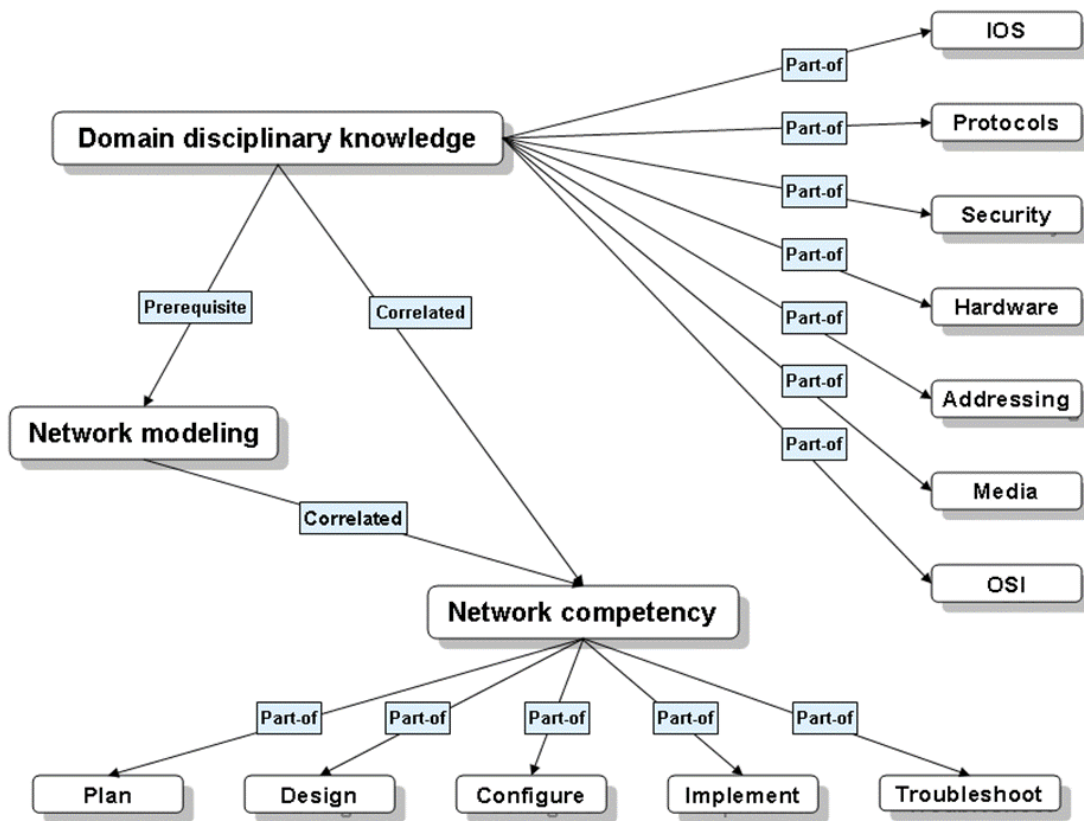 IOS
Part-of
Domain disciplinary knowledge
Part-of
Protocols
Part-of
Security
Part-of
Hardware
Prerequisite
Correlated
Part-of
Addressing
Part-of
Network modeling
Part-of
Media
Correlated
OSI
Network competency
Part-of
Part-of
Part-of
Part-of
Part-of
Plan
Design
Configure
Implement
Troubleshoot